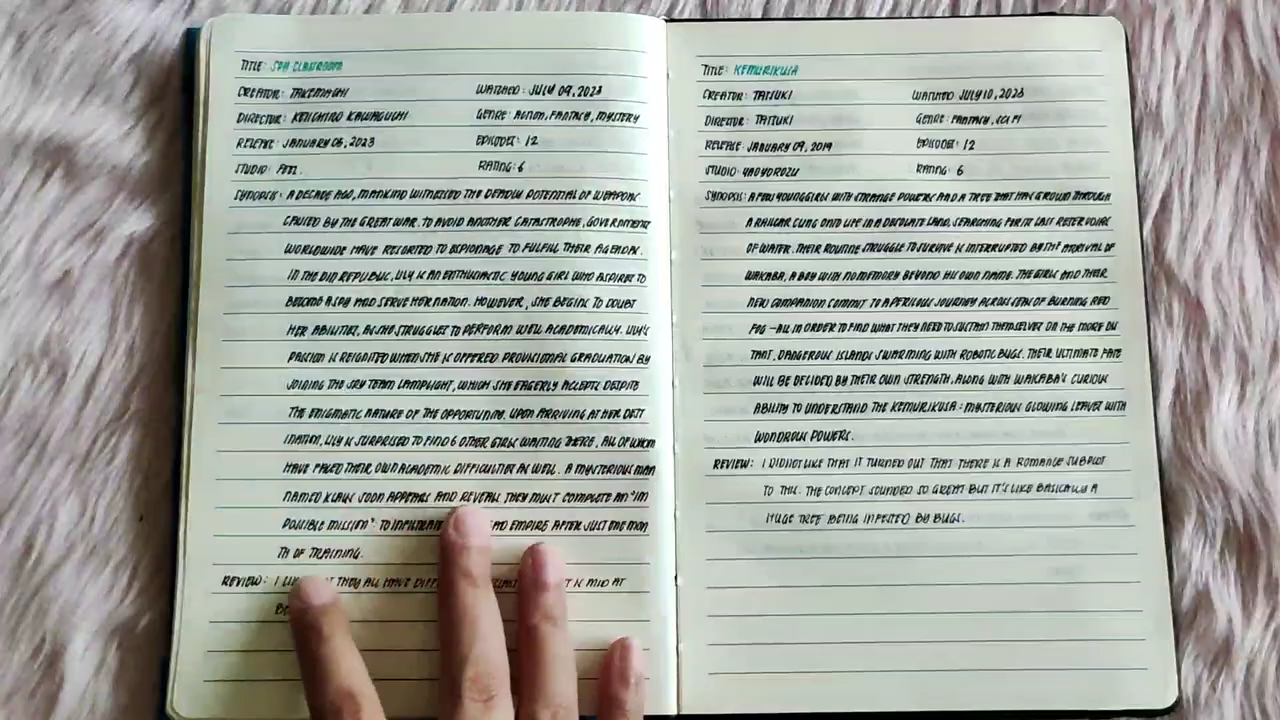 TITLE: SPY CLASSROOM
CREATOR: TAKEMACHI WATCHED: JULY 09, 2023
DIRECTOR: KEIICHIRO KAWAGUCHI GENRE: ACTION, FANTASY, MYSTERY
RELEASE: JANUARY 05, 2023 EPISODES: 12
STUDIO: FEEL. RATING: 6
SYNOPSIS: A DECADE AGO, MANKIND WITNESSED THE DEADLY POTENTIAL OF WEAPONS
CAUSED BY THE GREAT WAR. TO AVOID ANOTHER CATASTROPHE, GOVERNMENTS
WORLDWIDE HAVE RESORTED TO ESPIONAGE TO FULFILL THEIR AGENDAS.
IN THE DIN REPUBLIC, LILY IS AN ENTHUSIASTIC YOUNG GIRL WHO ASPIRES TO
BECOME A SPY AND SERVE HER NATION. HOWEVER, SHE BEGINS TO DOUBT
HER ABILITIES, AS SHE STRUGGLES TO PERFORM WELL ACADEMICALLY. LILY'S
PASSION IS REIGNITED WHEN SHE IS OFFERED PROVISIONAL GRADUATION BY
JOINING THE SPY TEAM LAMPLIGHT, WHICH SHE EAGERLY ACCEPTS DESPITE
THE ENIGMATIC NATURE OF THE OPPORTUNITY. UPON ARRIVING AT HER DEST
INATION, LILY IS SURPRISED TO FIND 6 OTHER GIRLS WAITING THERE, ALL OF WHOM
HAVE FACED THEIR OWN ACADEMIC DIFFICULTIES AS WELL. A MYSTERIOUS MAN
NAMED KLAUS SOON APPEARS AND REVEALS THEY MUST COMPLETE AN "IM
POSSIBLE MISSION": TO INFILTRATE EMPIRE AFTER JUST ONE MON
TH OF TRAINING.
REVIEW: I THEY ALL HAVE IS MID AT
TITLE: KEMURIKUSA
CREATOR: TATSUKI WATCHED: JULY 10, 2023
DIRECTOR: TATSUKI GENRE: FANTASY, SCI FI
RELEASE: JANUARY 09, 2019 EPISODES: 12
STUDIO: YAOYOROZU RATING: 6
SYNOPSIS: A FEW YOUNG GIRLS WITH STRANGE POWERS AND A TREE THAT HAS GROWN THROUGH
A RAILCAR CLING ONTO LIFE IN A DESOLATE LAND, SEARCHING FOR ITS LAST RESERVOIRS
OF WATER. THEIR ROUTINE STRUGGLE TO SURVIVE IS INTERRUPTED BY THE ARRIVAL OF
WAKABA, A BOY WITH NO MEMORY BEYOND HIS OWN NAME. THE GIRLS AND THEIR
NEW COMPANION COMMIT TO A PERILOUS JOURNEY ACROSS SEAS OF BURNING RED
FOG - ALL IN ORDER TO FIND WHAT THEY NEED TO SUSTAIN THEMSELVES ON THE MORE DIS
TANT, DANGEROUS ISLANDS SWARMING WITH ROBOTIC BUGS. THEIR ULTIMATE FATE
WILL BE DECIDED BY THEIR OWN STRENGTH, ALONG WITH WAKABA'S CURIOUS
ABILITY TO UNDERSTAND THE KEMURIKUSA: MYSTERIOUS GLOWING LEAVES WITH
WONDROUS POWERS.
REVIEW: I DID NOT LIKE THAT IT TURNED OUT THAT THERE IS A ROMANCE SUBPLOT
TO THIS. THE CONCEPT SOUNDED SO GREAT BUT IT'S LIKE BASICALLY A
HUGE TREE BEING INFESTED BY BUGS.